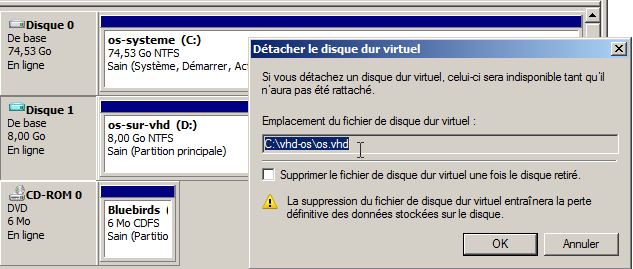 Disque 0
De base
74,53 Go
En ligne
os-systeme (C:)
74,53 Go NTFS
Sain (Système, Démarrer, Act
Disque 1
De base
8,00 Go
En ligne
os-sur-vhd (D:)
8,00 Go NTFS
Sain (Partition principale)
CD-ROM 0
DVD
6 Mo
En ligne
Bluebirds (
6 Mo CDFS
Sain (Partitio
Détacher le disque dur virtuel
Si vous détachez un disque dur virtuel, celui-ci sera indisponible tant qu'il
n'aura pas été rattaché.
Emplacement du fichier de disque dur virtuel :
C:\vhd-os\os.vhd
Supprimer le fichier de disque dur virtuel une fois le disque retiré.
La suppression du fichier de disque dur virtuel entraînera la perte
définitive des données stockées sur le disque.
OK
Annuler